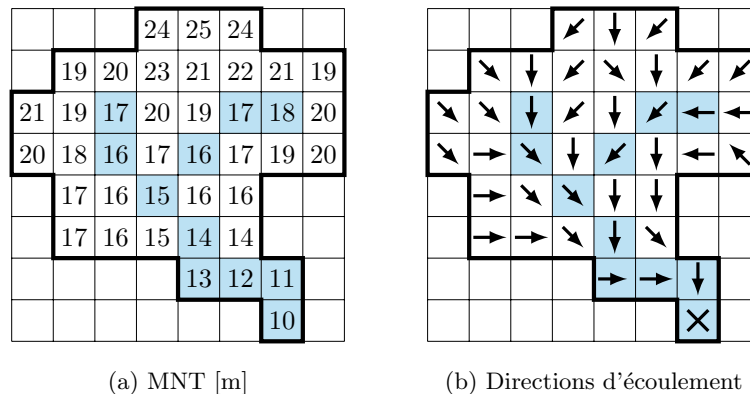 24 25 24
19 20 23 21 22 21 19
21 19 17 20 19 17 18 20
20 18 16 17 16 17 19 20
17 16 15 16 16
17 16 15 14 14
13 12 11
10
(a) MNT [m]
(b) Directions d'écoulement